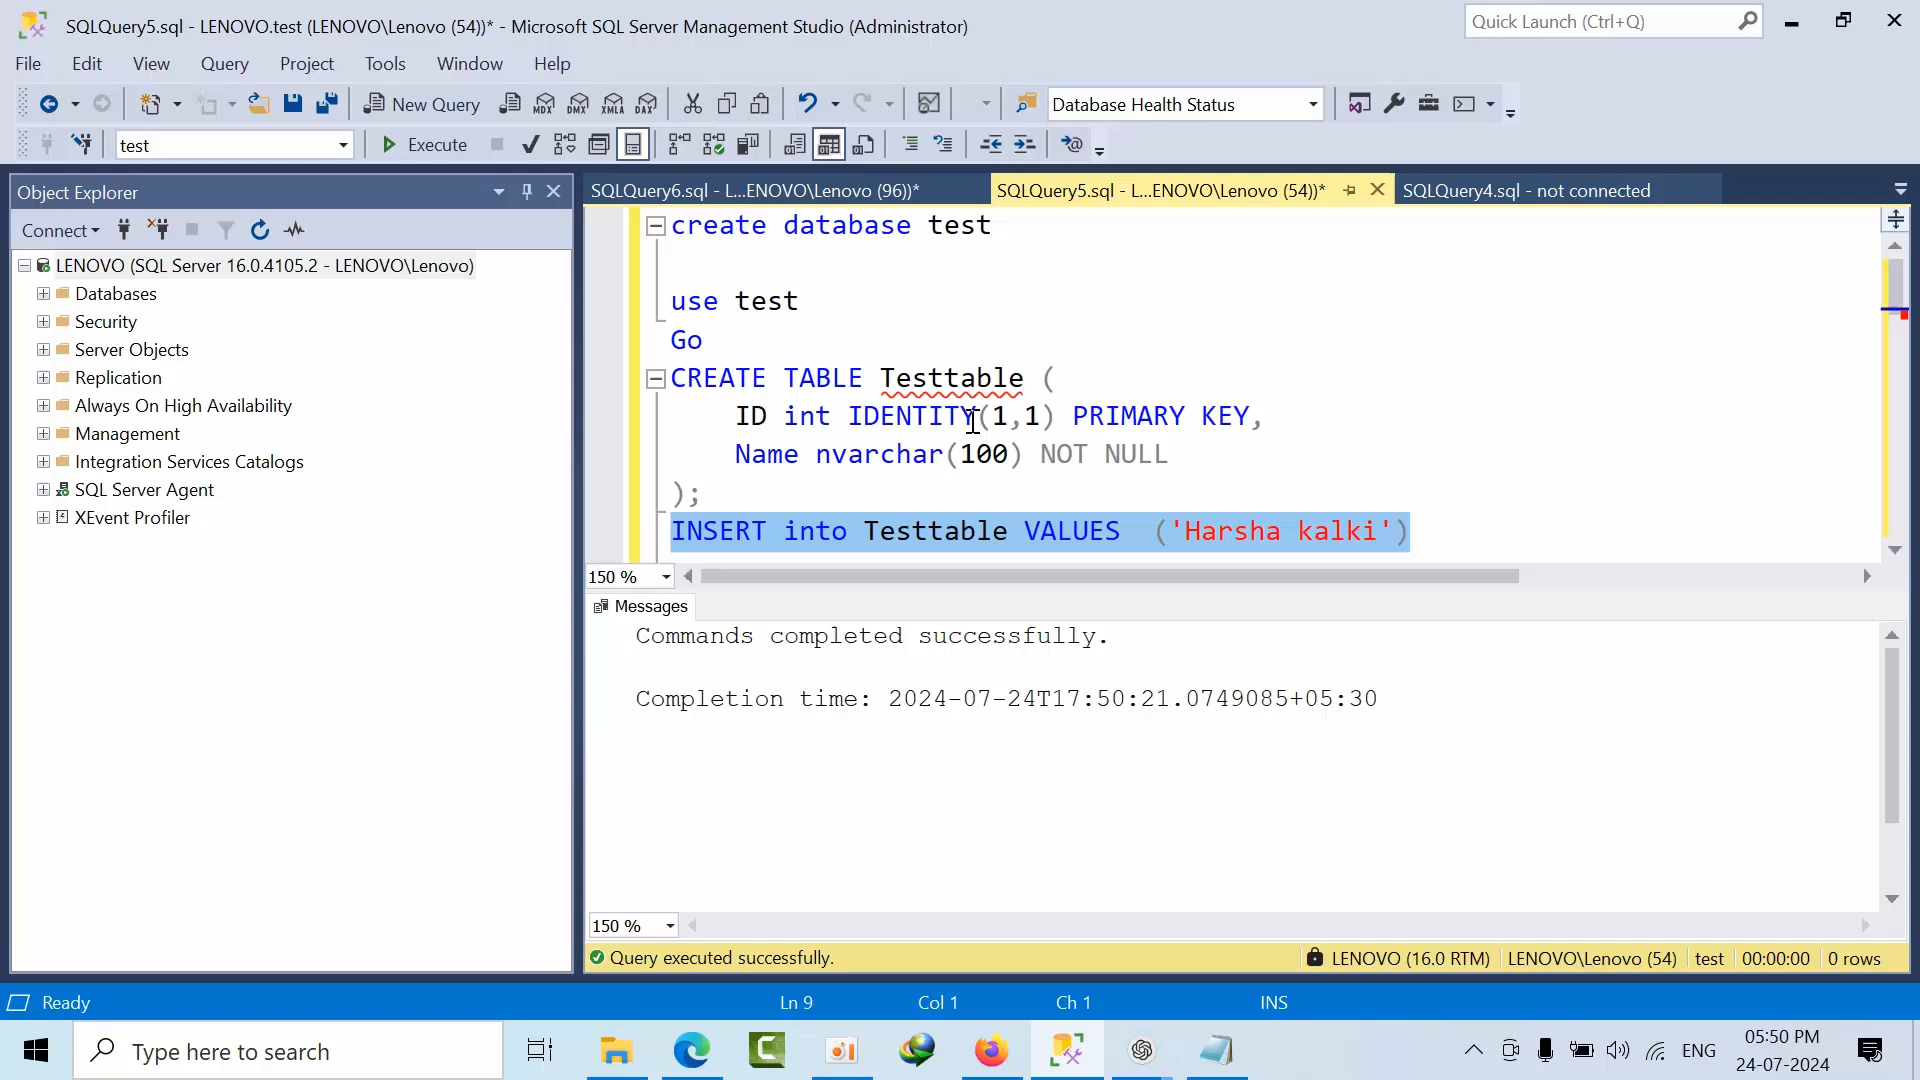 SQLQuery5.sql - LENOVO.test (LENOVO\Lenovo (54))* - Microsoft SQL Server Management Studio (Administrator)
Quick Launch (Ctrl+Q)
File Edit View Query Project Tools Window Help
New Query
MDX DMX XMLA DAX
Database Health Status
test
Execute
Object Explorer
SQLQuery6.sql - L...ENOVO\Lenovo (96))*
SQLQuery5.sql - L...ENOVO\Lenovo (54))*
SQLQuery4.sql - not connected
Connect
LENOVO (SQL Server 16.0.4105.2 - LENOVO\Lenovo)
Databases
Security
Server Objects
Replication
Always On High Availability
Management
Integration Services Catalogs
SQL Server Agent
XEvent Profiler
create database test
use test
Go
CREATE TABLE Testtable (
ID int IDENTITY(1,1) PRIMARY KEY,
Name nvarchar(100) NOT NULL
);
INSERT into Testtable VALUES ('Harsha kalki')
150 %
Messages
Commands completed successfully.
Completion time: 2024-07-24T17:50:21.0749085+05:30
150 %
Query executed successfully.
LENOVO (16.0 RTM) LENOVO\Lenovo (54) test 00:00:00 0 rows
Ready
Ln 9 Col 1 Ch 1 INS
Type here to search
ENG
05:50 PM
24-07-2024